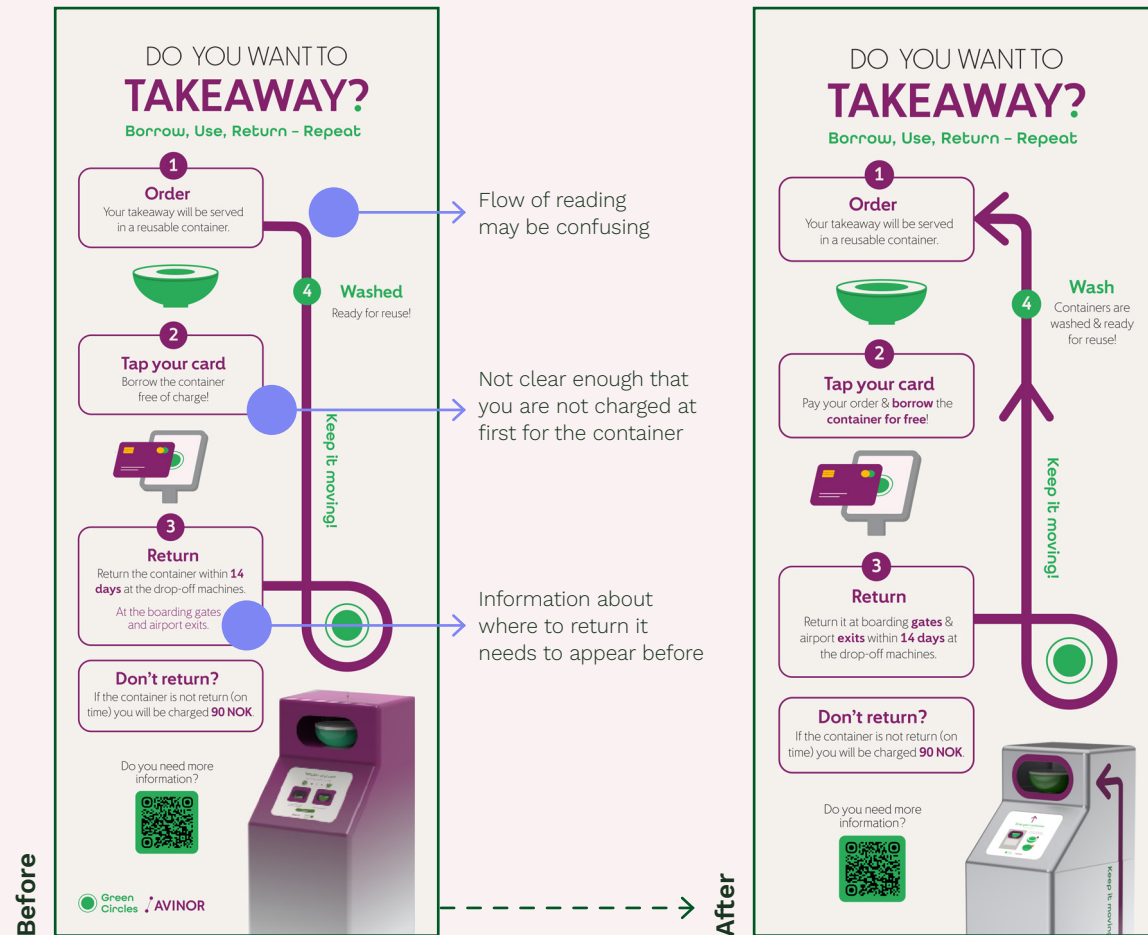 Before
DO YOU WANT TO
TAKEAWAY?
Borrow, Use, Return – Repeat
1
Order
Your takeaway will be served
in a reusable container.
4
Washed
Ready for reuse!
2
Tap your card
Borrow the container
free of charge!
Keep it moving!
3
Return
Return the container within 14
days at the drop-off machines.
At the boarding gates
and airport exits.
Don't return?
If the container is not return (on
time) you will be charged 90 NOK.
Do you need more
information?
Green
Circles
AVINOR
Flow of reading
may be confusing
Not clear enough that
you are not charged at
first for the container
Information about
where to return it
needs to appear before
After
DO YOU WANT TO
TAKEAWAY?
Borrow, Use, Return – Repeat
1
Order
Your takeaway will be served
in a reusable container.
4
Wash
Containers are
washed & ready
for reuse!
2
Tap your card
Pay your order & borrow the
container for free!
Keep it moving!
3
Return
Return it at boarding gates &
airport exits within 14 days at
the drop-off machines.
Don't return?
If the container is not return (on
time) you will be charged 90 NOK.
Do you need more
information?
Keep it moving